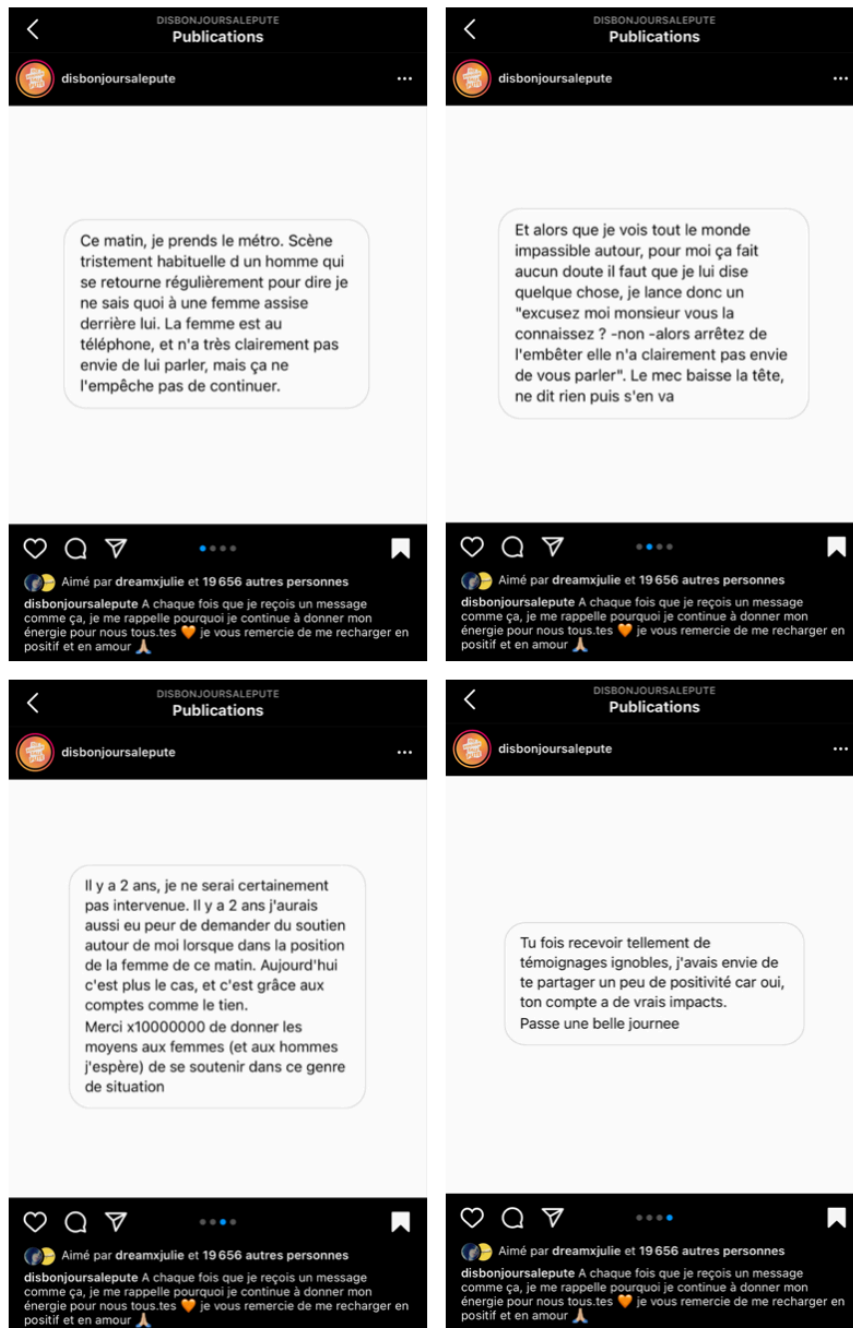 DISBONJOURSALEPUTE
Publications
disbonjoursalepute
Ce matin, je prends le métro. Scène
tristement habituelle d un homme qui
se retourne régulièrement pour dire je
ne sais quoi à une femme assise
derrière lui. La femme est au
téléphone, et n'a très clairement pas
envie de lui parler, mais ça ne
l'empêche pas de continuer.
Aimé par dreamxjulie et 19 656 autres personnes
disbonjoursalepute A chaque fois que je reçois un message
comme ça, je me rappelle pourquoi je continue à donner mon
énergie pour nous tous.tes 🧡 je vous remercie de me recharger en
positif et en amour 🙏🏼
DISBONJOURSALEPUTE
Publications
disbonjoursalepute
Et alors que je vois tout le monde
impassible autour, pour moi ça fait
aucun doute il faut que je lui dise
quelque chose, je lance donc un
"excusez moi monsieur vous la
connaissez ? -non -alors arrêtez de
l'embêter elle n'a clairement pas envie
de vous parler". Le mec baisse la tête,
ne dit rien puis s'en va
Aimé par dreamxjulie et 19 656 autres personnes
disbonjoursalepute A chaque fois que je reçois un message
comme ça, je me rappelle pourquoi je continue à donner mon
énergie pour nous tous.tes 🧡 je vous remercie de me recharger en
positif et en amour 🙏🏼
DISBONJOURSALEPUTE
Publications
disbonjoursalepute
Il y a 2 ans, je ne serai certainement
pas intervenue. Il y a 2 ans j'aurais
aussi eu peur de demander du soutien
autour de moi lorsque dans la position
de la femme de ce matin. Aujourd'hui
c'est plus le cas, et c'est grâce aux
comptes comme le tien.
Merci x10000000 de donner les
moyens aux femmes (et aux hommes
j'espère) de se soutenir dans ce genre
de situation
Aimé par dreamxjulie et 19 656 autres personnes
disbonjoursalepute A chaque fois que je reçois un message
comme ça, je me rappelle pourquoi je continue à donner mon
énergie pour nous tous.tes 🧡 je vous remercie de me recharger en
positif et en amour 🙏🏼
DISBONJOURSALEPUTE
Publications
disbonjoursalepute
Tu fois recevoir tellement de
témoignages ignobles, j'avais envie de
te partager un peu de positivité car oui,
ton compte a de vrais impacts.
Passe une belle journee
Aimé par dreamxjulie et 19 656 autres personnes
disbonjoursalepute A chaque fois que je reçois un message
comme ça, je me rappelle pourquoi je continue à donner mon
énergie pour nous tous.tes 🧡 je vous remercie de me recharger en
positif et en amour 🙏🏼